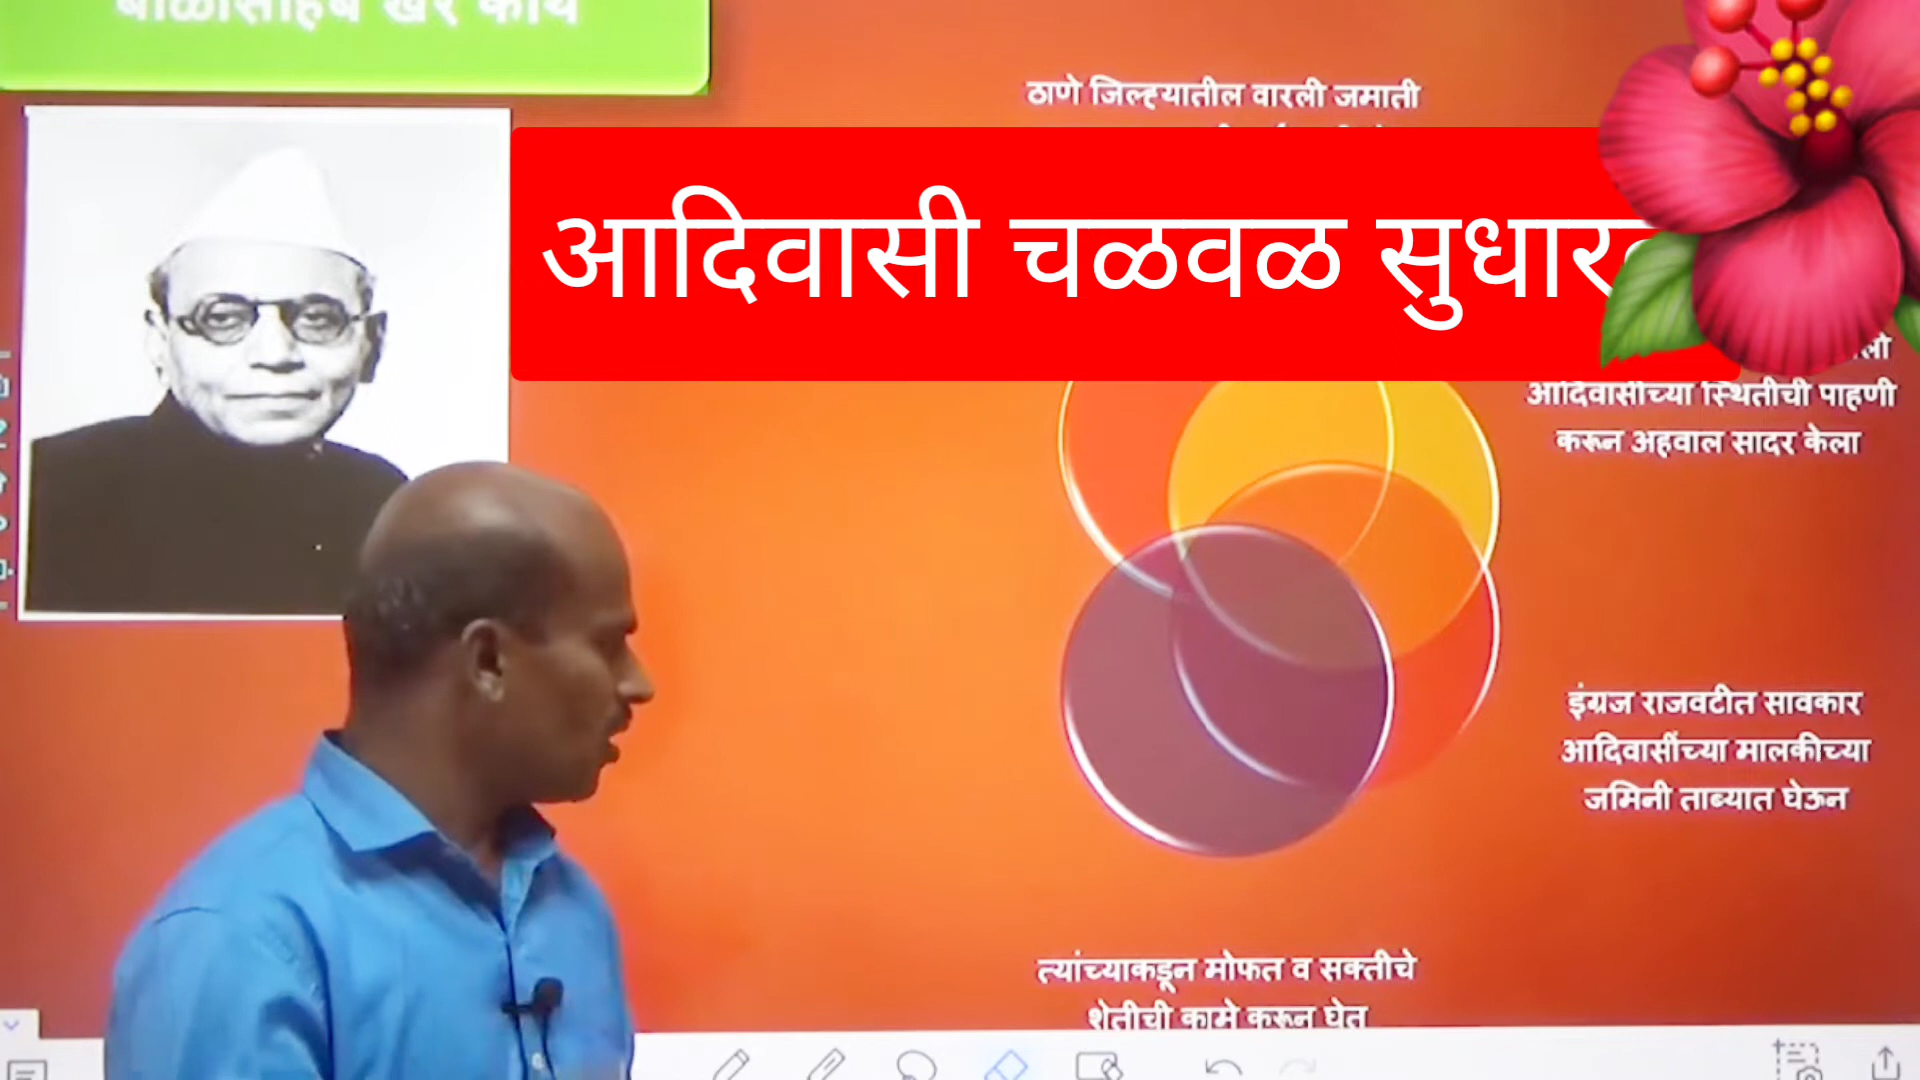 बाळासाहेब खेर कार्य
ठाणे जिल्ह्यातील वारली जमाती
आदिवासी चळवळ सुधारक
आदिवासींच्या स्थितीची पाहणी
करून अहवाल सादर केला
इंग्रज राजवटीत सावकार
आदिवासींच्या मालकीच्या
जमिनी ताब्यात घेऊन
त्यांच्याकडून मोफत व सक्तीचे
शेतीची कामे करून घेत